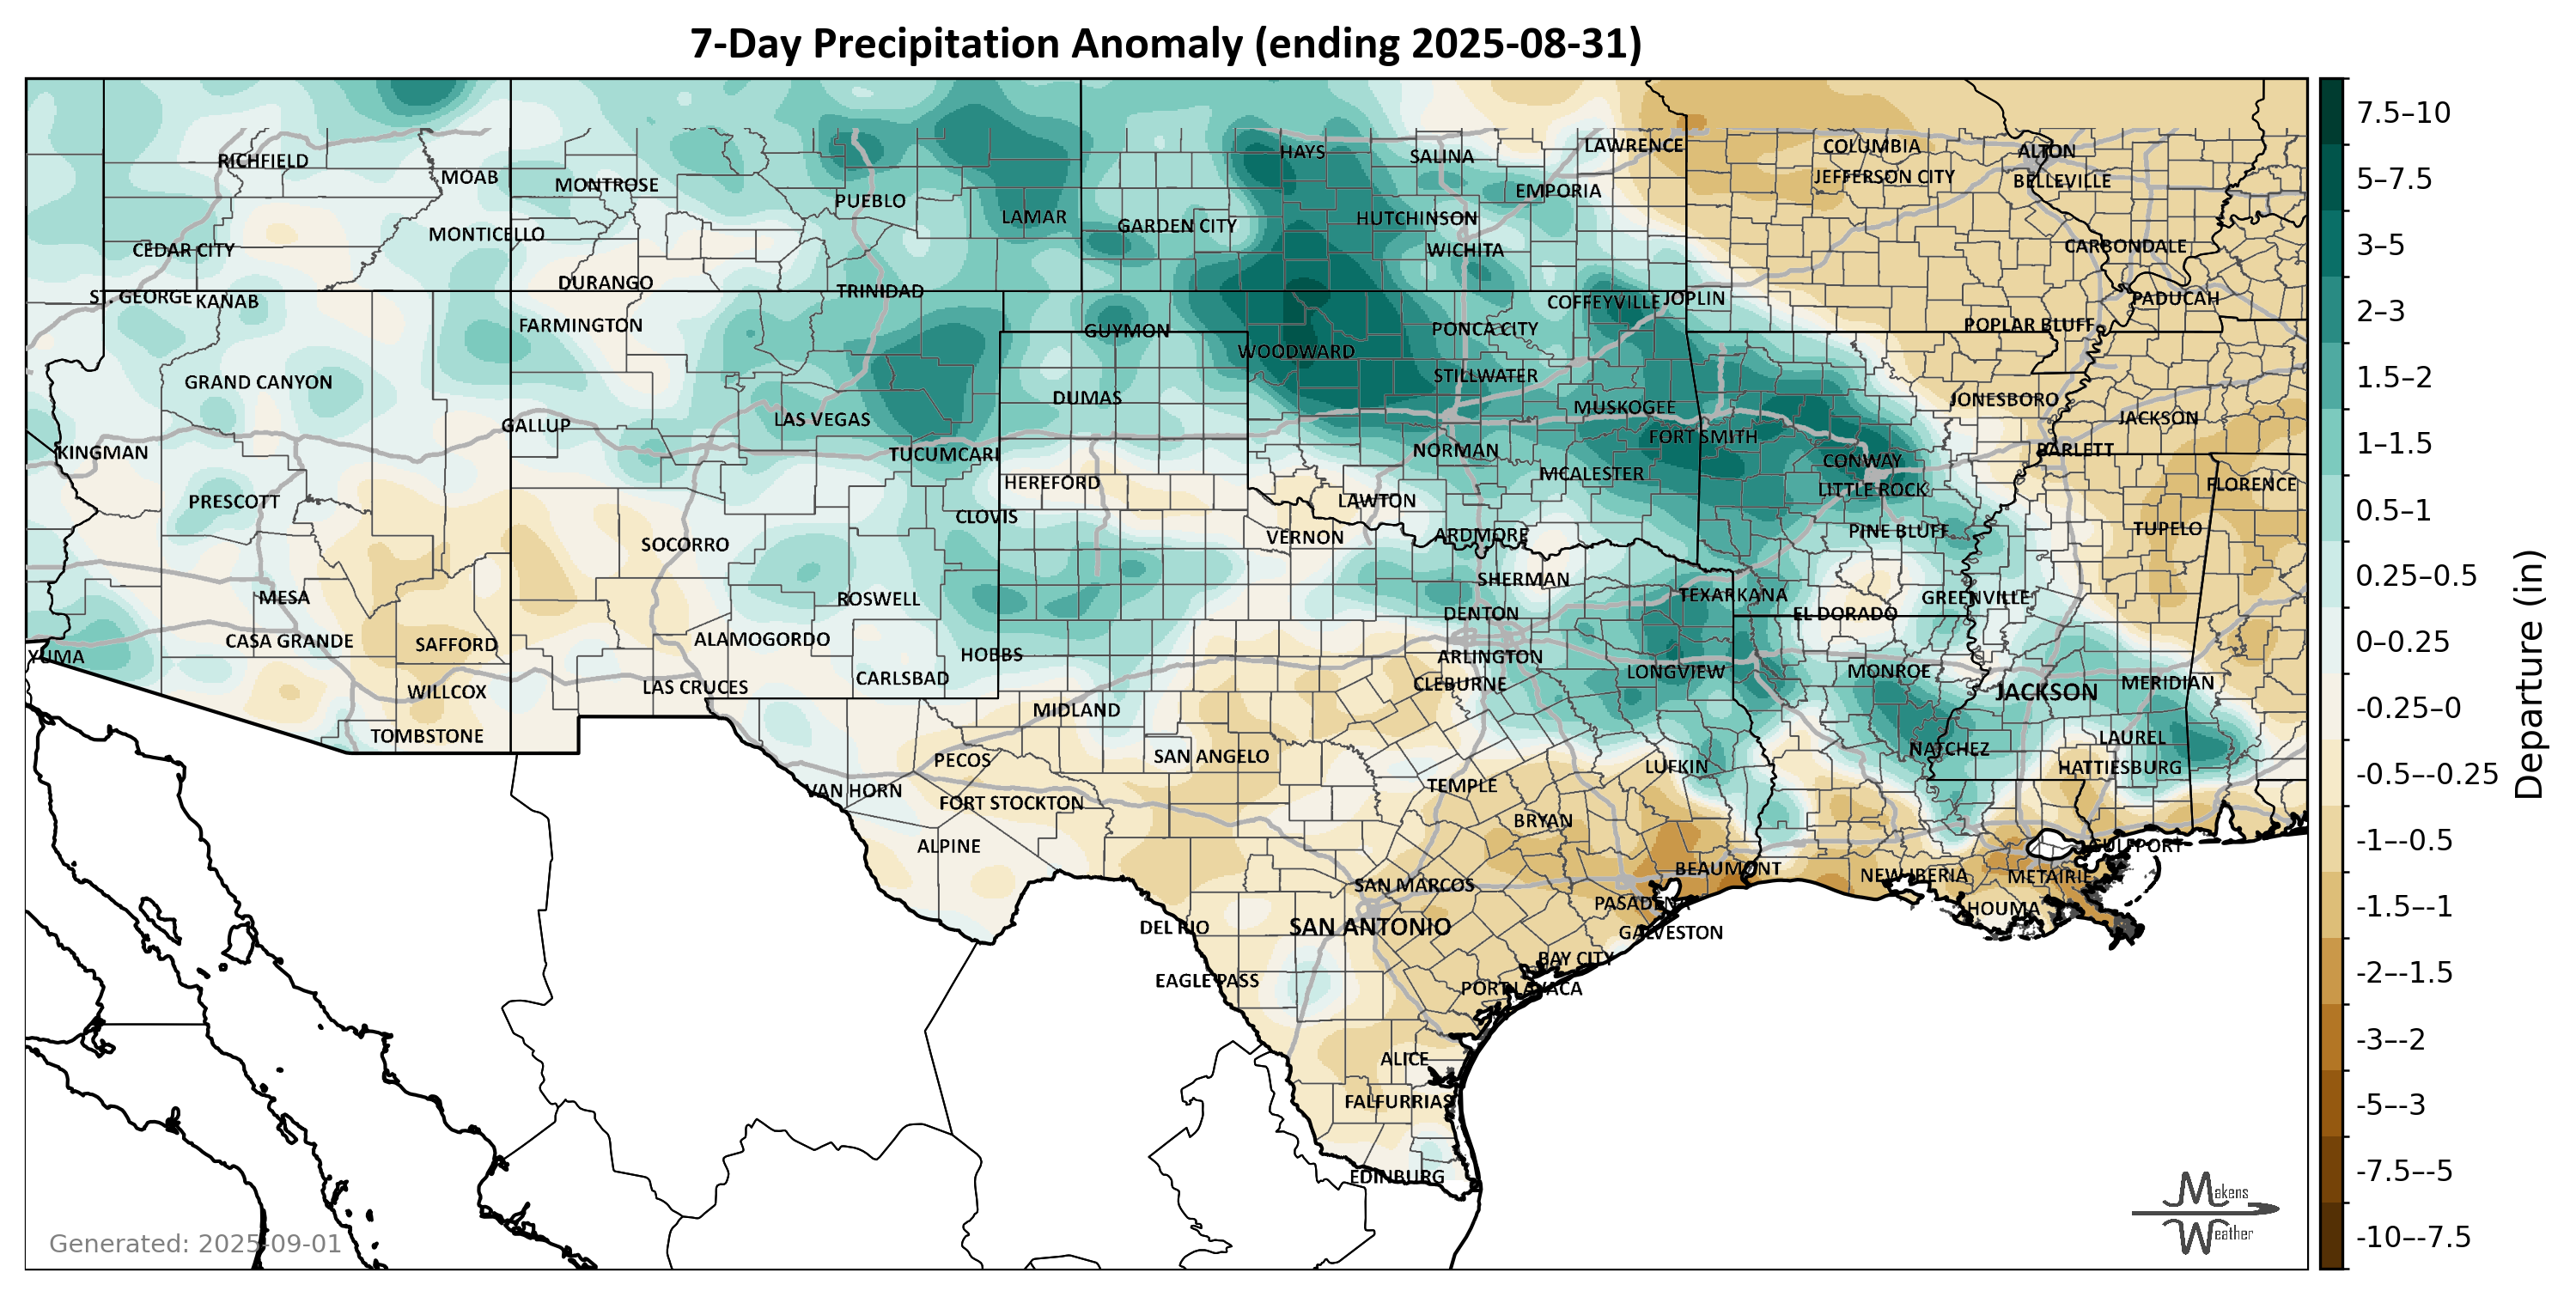 7-Day Precipitation Anomaly (ending 2025-08-31)
RICHFIELD
MOAB
MONTROSE
PUEBLO
LAMAR
HAYS
SALINA
LAWRENCE
COLUMBIA
ALTON
JEFFERSON CITY
BELLEVILLE
EMPORIA
GARDEN CITY
HUTCHINSON
WICHITA
CEDAR CITY
MONTICELLO
CARBONDALE
DURANGO
TRINIDAD
ST. GEORGE
KANAB
COFFEYVILLE
JOPLIN
PADUCAH
FARMINGTON
GUYMON
PONCA CITY
POPLAR BLUFF
WOODWARD
STILLWATER
GRAND CANYON
DUMAS
MUSKOGEE
JONESBORO
LAS VEGAS
JACKSON
GALLUP
FORT SMITH
KINGMAN
TUCUMCARI
NORMAN
CONWAY
BARLETT
HEREFORD
MCALESTER
LITTLE ROCK
FLORENCE
PRESCOTT
LAWTON
CLOVIS
PINE BLUFF
TUPELO
SOCORRO
VERNON
ARDMORE
SHERMAN
MESA
ROSWELL
TEXARKANA
GREENVILLE
DENTON
EL DORADO
CASA GRANDE
SAFFORD
ALAMOGORDO
YUMA
HOBBS
ARLINGTON
LONGVIEW
MONROE
CARLSBAD
CLEBURNE
MERIDIAN
WILLCOX
LAS CRUCES
JACKSON
MIDLAND
TOMBSTONE
LAUREL
NATCHEZ
PECOS
SAN ANGELO
LUFKIN
HATTIESBURG
VAN HORN
TEMPLE
FORT STOCKTON
BRYAN
ALPINE
GULFPORT
BEAUMONT
NEW IBERIA
METAIRIE
SAN MARCOS
PASADENA
HOUMA
DEL RIO
SAN ANTONIO
GALVESTON
BAY CITY
EAGLE PASS
PORT LAVACA
ALICE
FALFURRIAS
EDINBURG
Generated: 2025-09-01
Makens
Weather
7.5–10
5–7.5
3–5
2–3
1.5–2
1–1.5
0.5–1
0.25–0.5
0–0.25
-0.25–0
-0.5–-0.25
-1–-0.5
-1.5–-1
-2–-1.5
-3–-2
-5–-3
-7.5–-5
-10–-7.5
Departure (in)